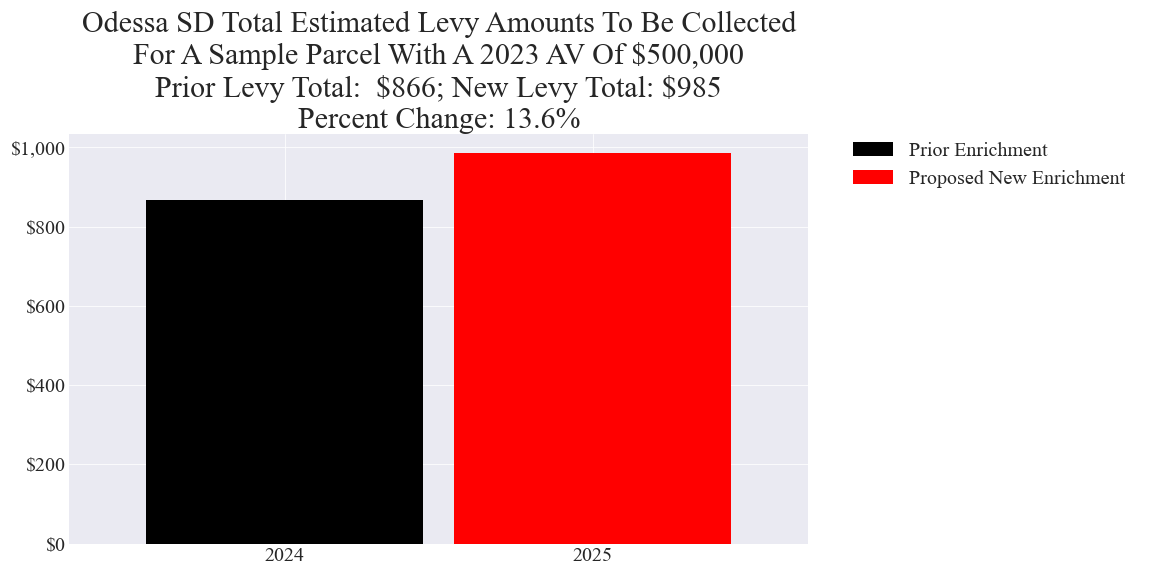 Odessa SD Total Estimated Levy Amounts To Be Collected
For A Sample Parcel With A 2023 AV Of $500,000
Prior Levy Total:  $866; New Levy Total: $985
Percent Change: 13.6%
$1,000
$800
$600
$400
$200
$0
2024
2025
Prior Enrichment
Proposed New Enrichment